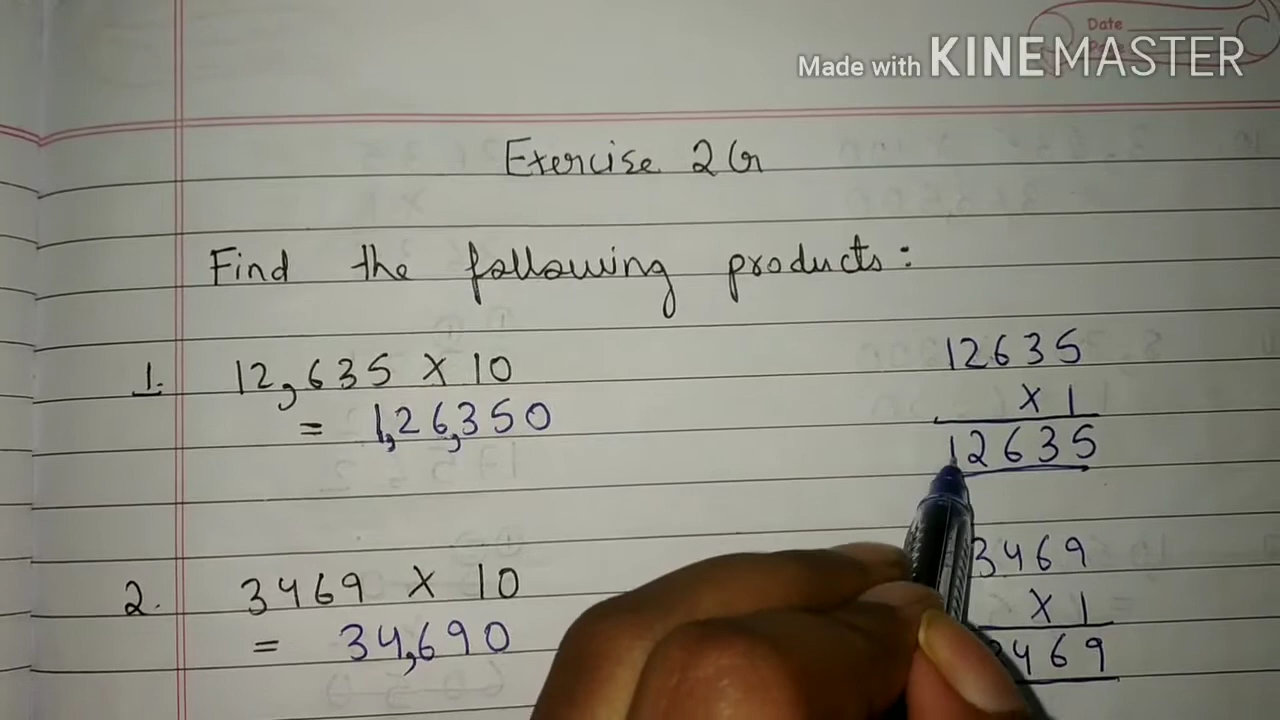 Date
Made with KINEMASTER
Exercise 2G
Find the following products:
1. 12,635 X 10
= 1,26,350
12635
X 1
12635
2. 3469 X 10
= 34,690
3469
X 1
3469